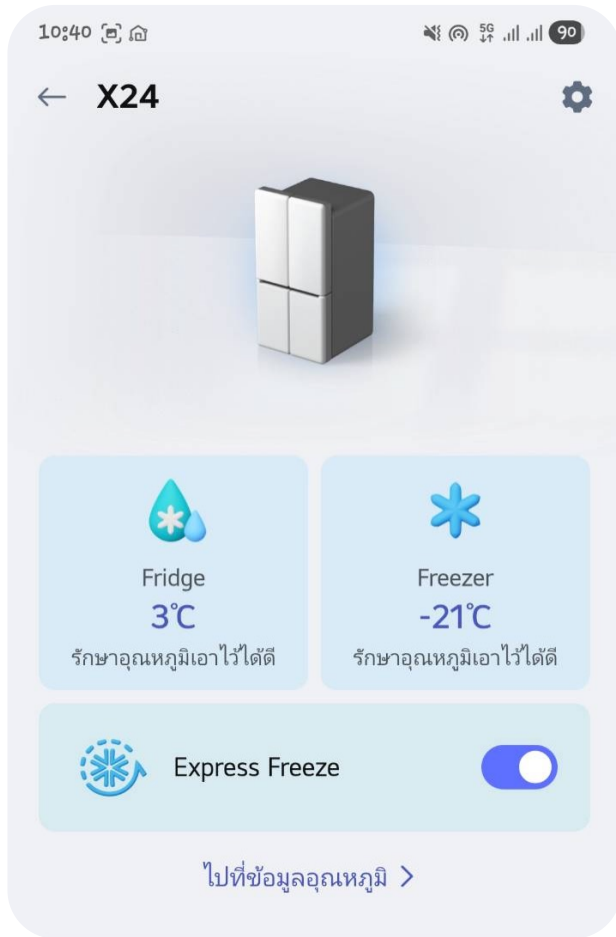 10:40
5G
90
X24
Fridge
3℃
รักษาอุณหภูมิเอาไว้ได้ดี
Freezer
-21℃
รักษาอุณหภูมิเอาไว้ได้ดี
Express Freeze
ไปที่ข้อมูลอุณหภูมิ >